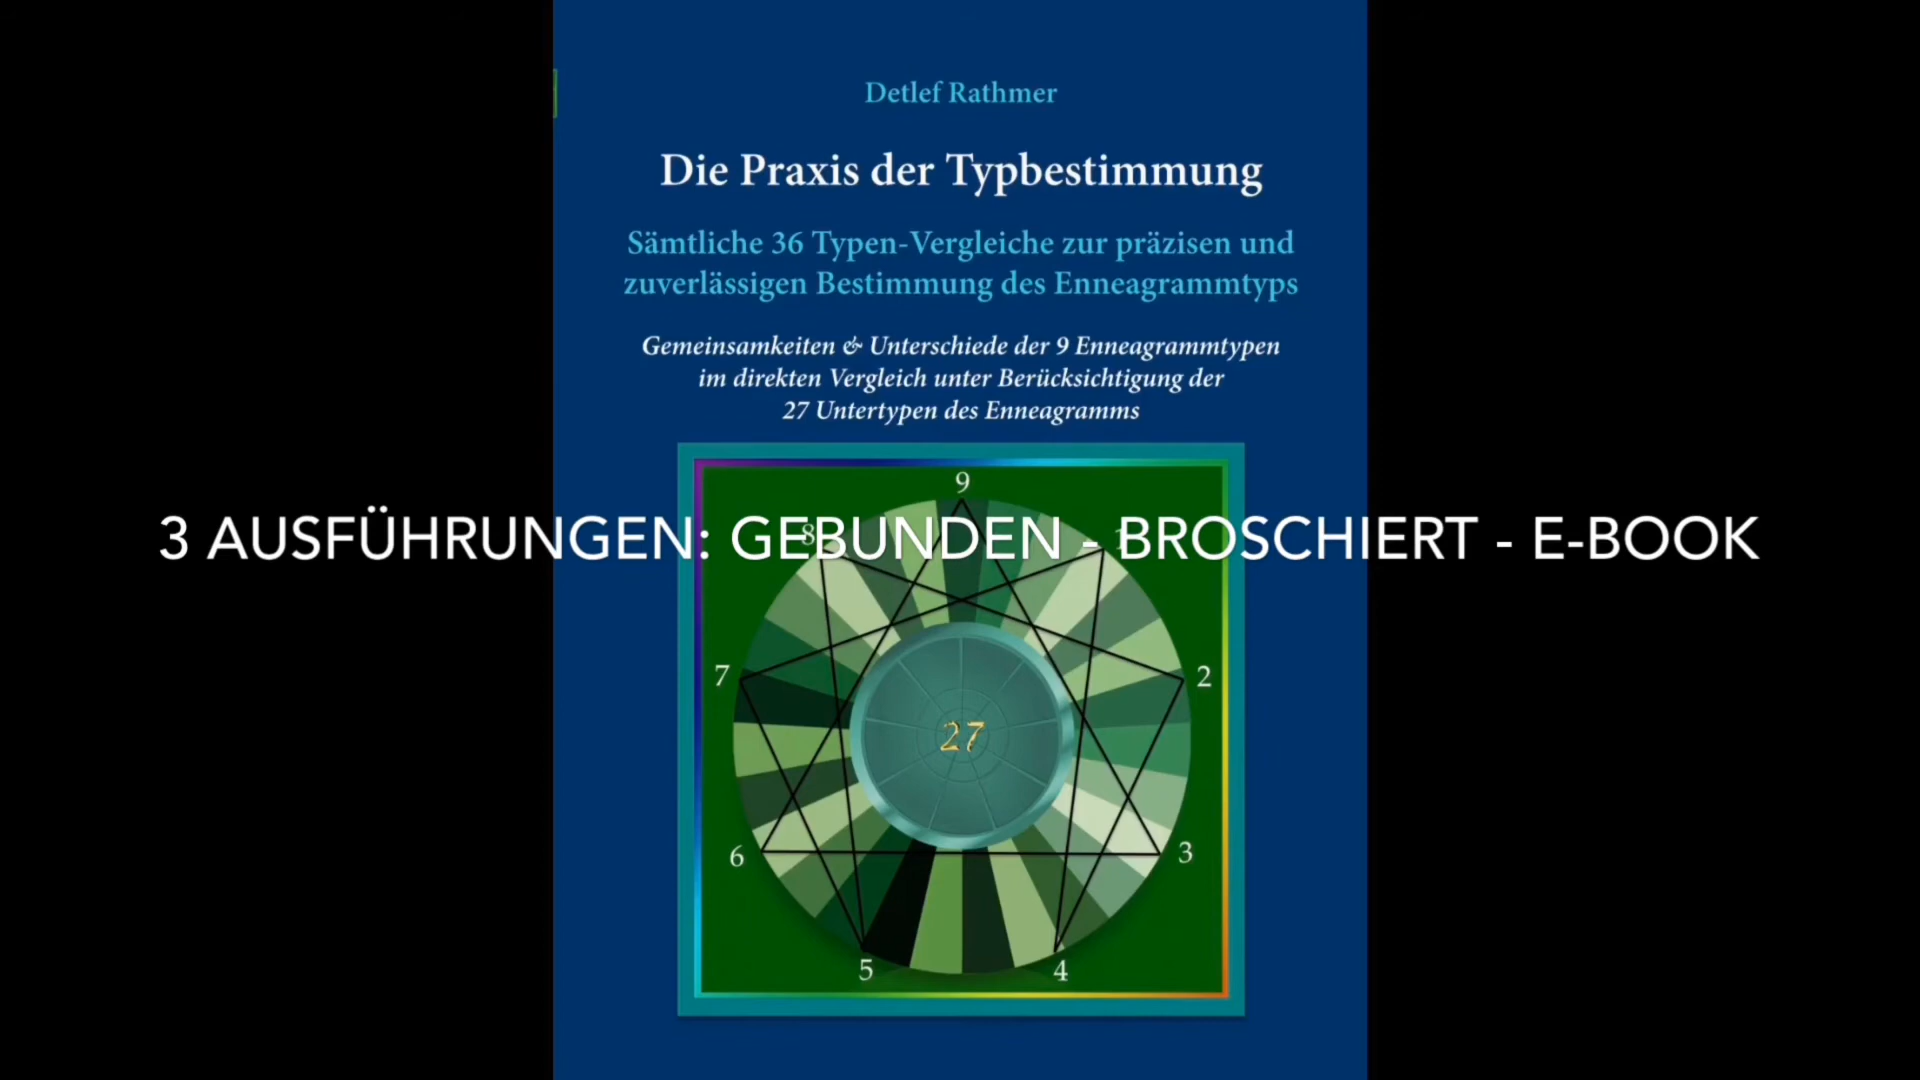 Detlef Rathmer
Die Praxis der Typbestimmung
Sämtliche 36 Typen-Vergleiche zur präzisen und
zuverlässigen Bestimmung des Enneagrammtyps
Gemeinsamkeiten & Unterschiede der 9 Enneagrammtypen
im direkten Vergleich unter Berücksichtigung der
27 Untertypen des Enneagramms
9
3 AUSFÜHRUNGEN: GEBUNDEN - BROSCHIERT - E-BOOK
8
1
7
2
27
6
3
5
4